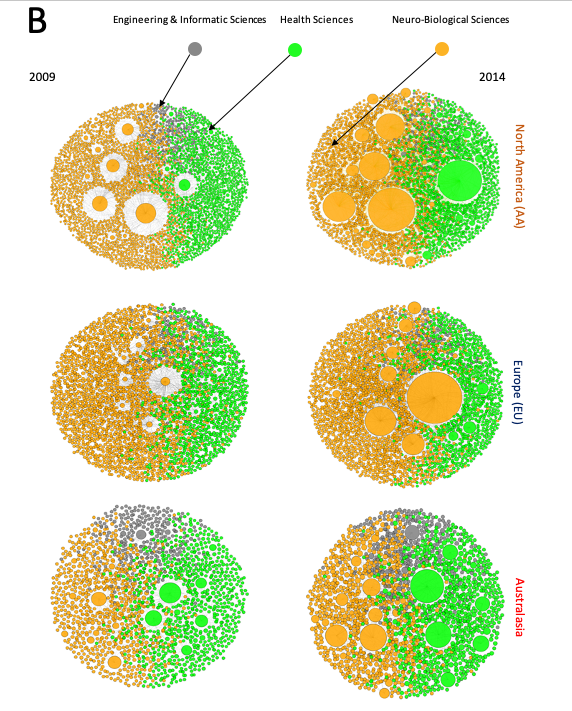 B
Engineering & Informatic Sciences
Health Sciences
Neuro-Biological Sciences
2009
2014
North America (AA)
Europe (EU)
Australasia